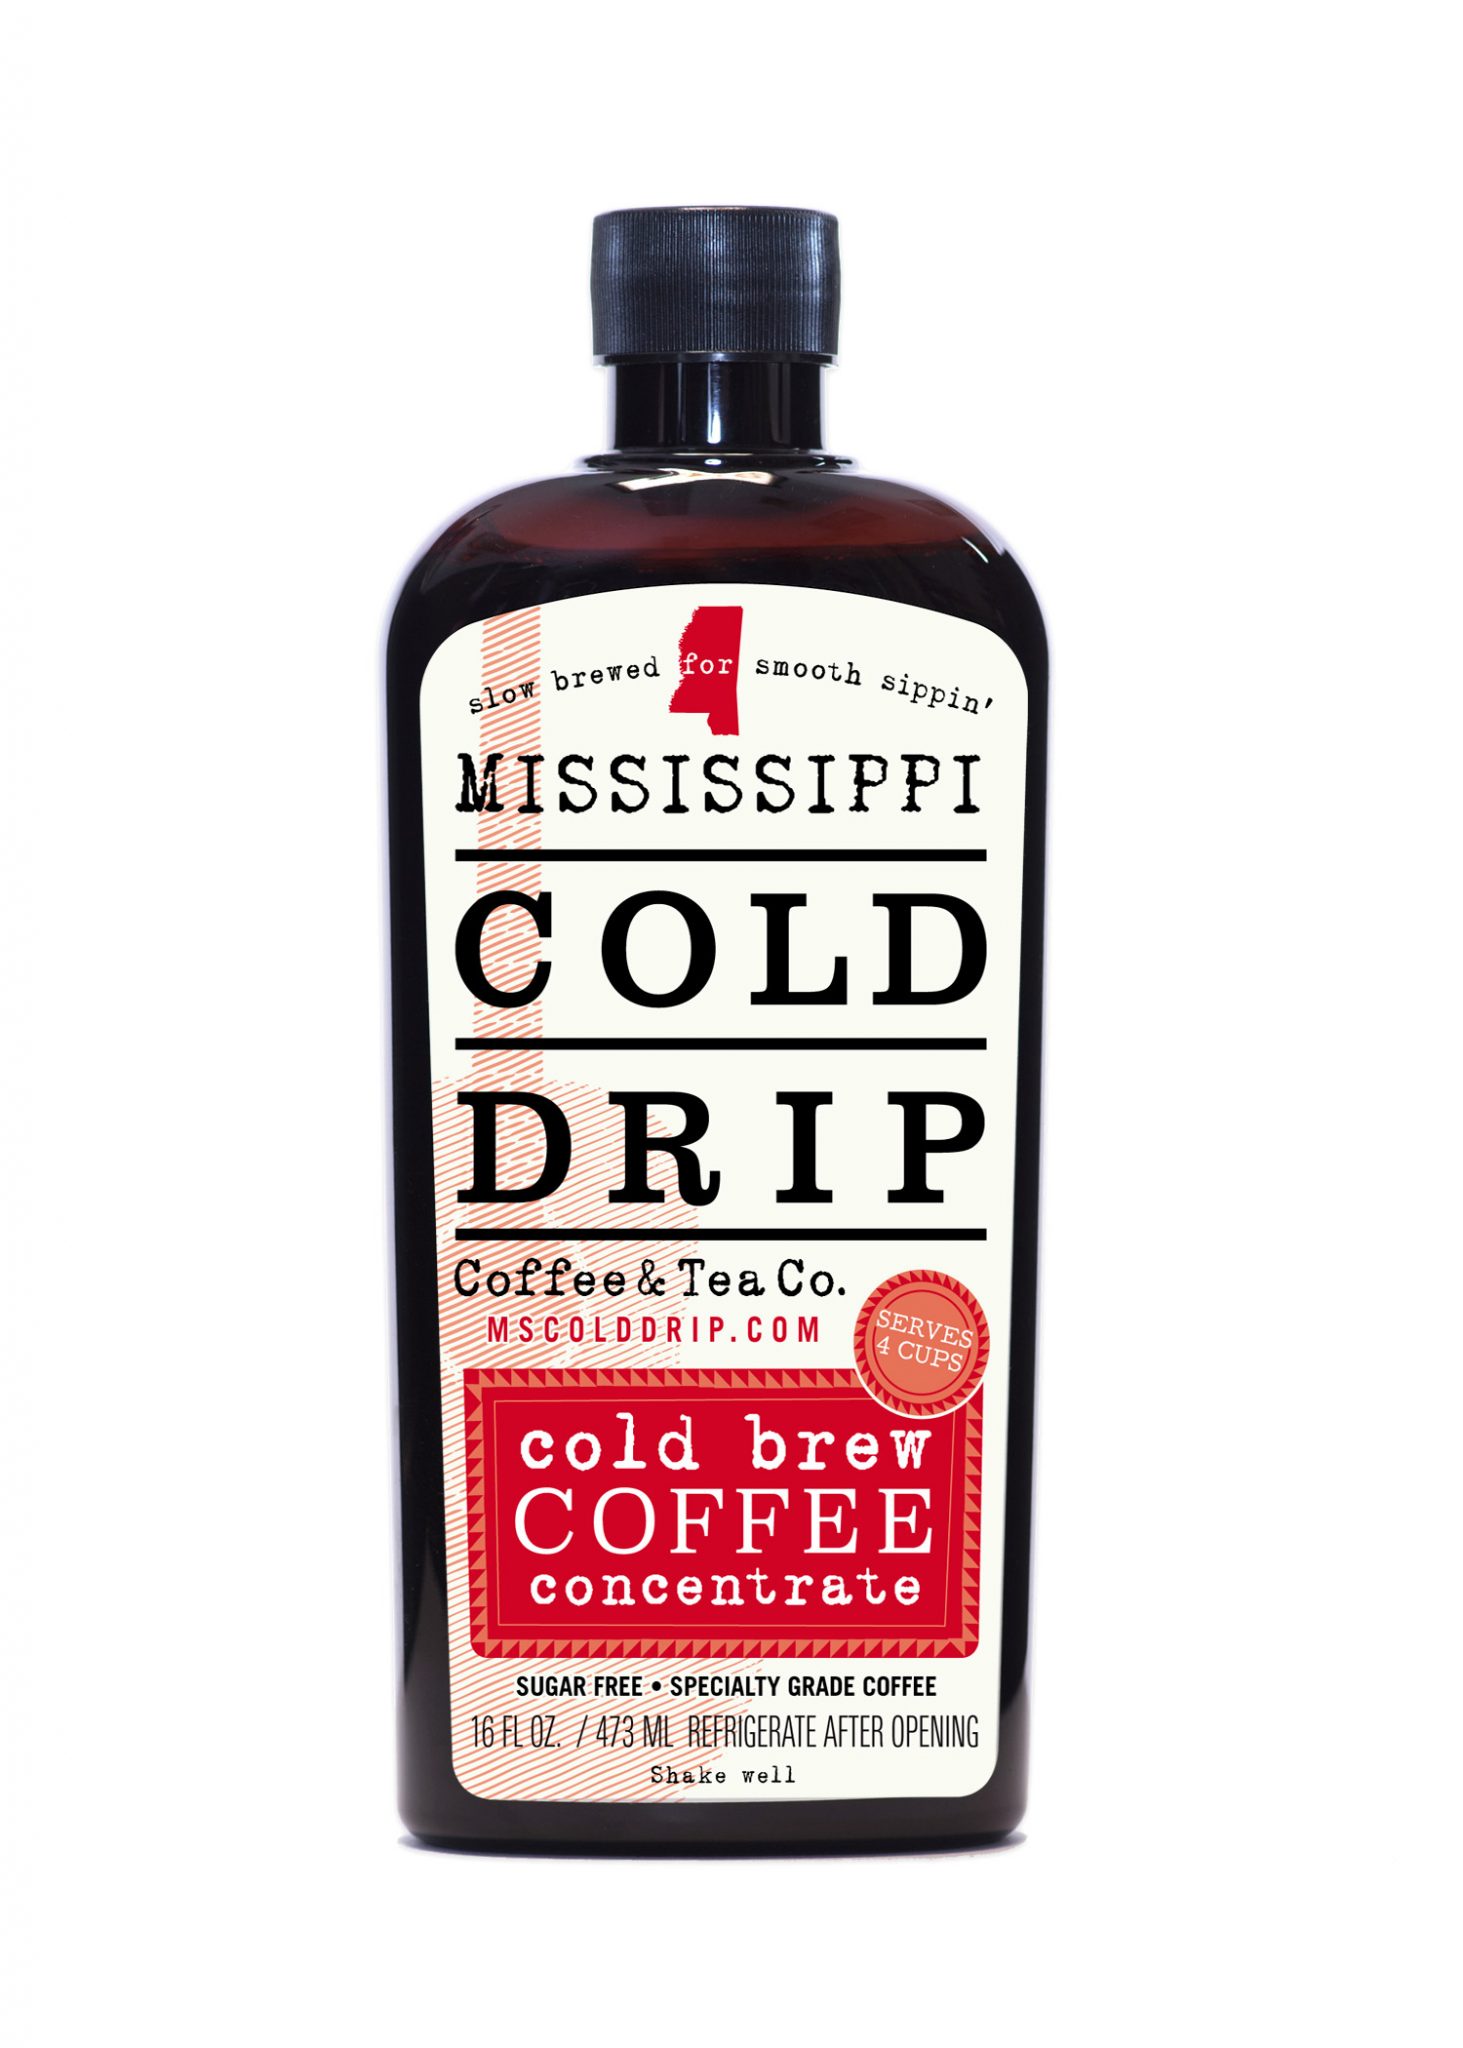 slow brewed for smooth sippin'
MISSISSIPPI
COLD
DRIP
Coffee & Tea Co.
MSCOLDDRIP.COM
SERVES
4 CUPS
cold brew
COFFEE
concentrate
SUGAR FREE • SPECIALTY GRADE COFFEE
16 FL OZ. / 473 ML REFRIGERATE AFTER OPENING
Shake well